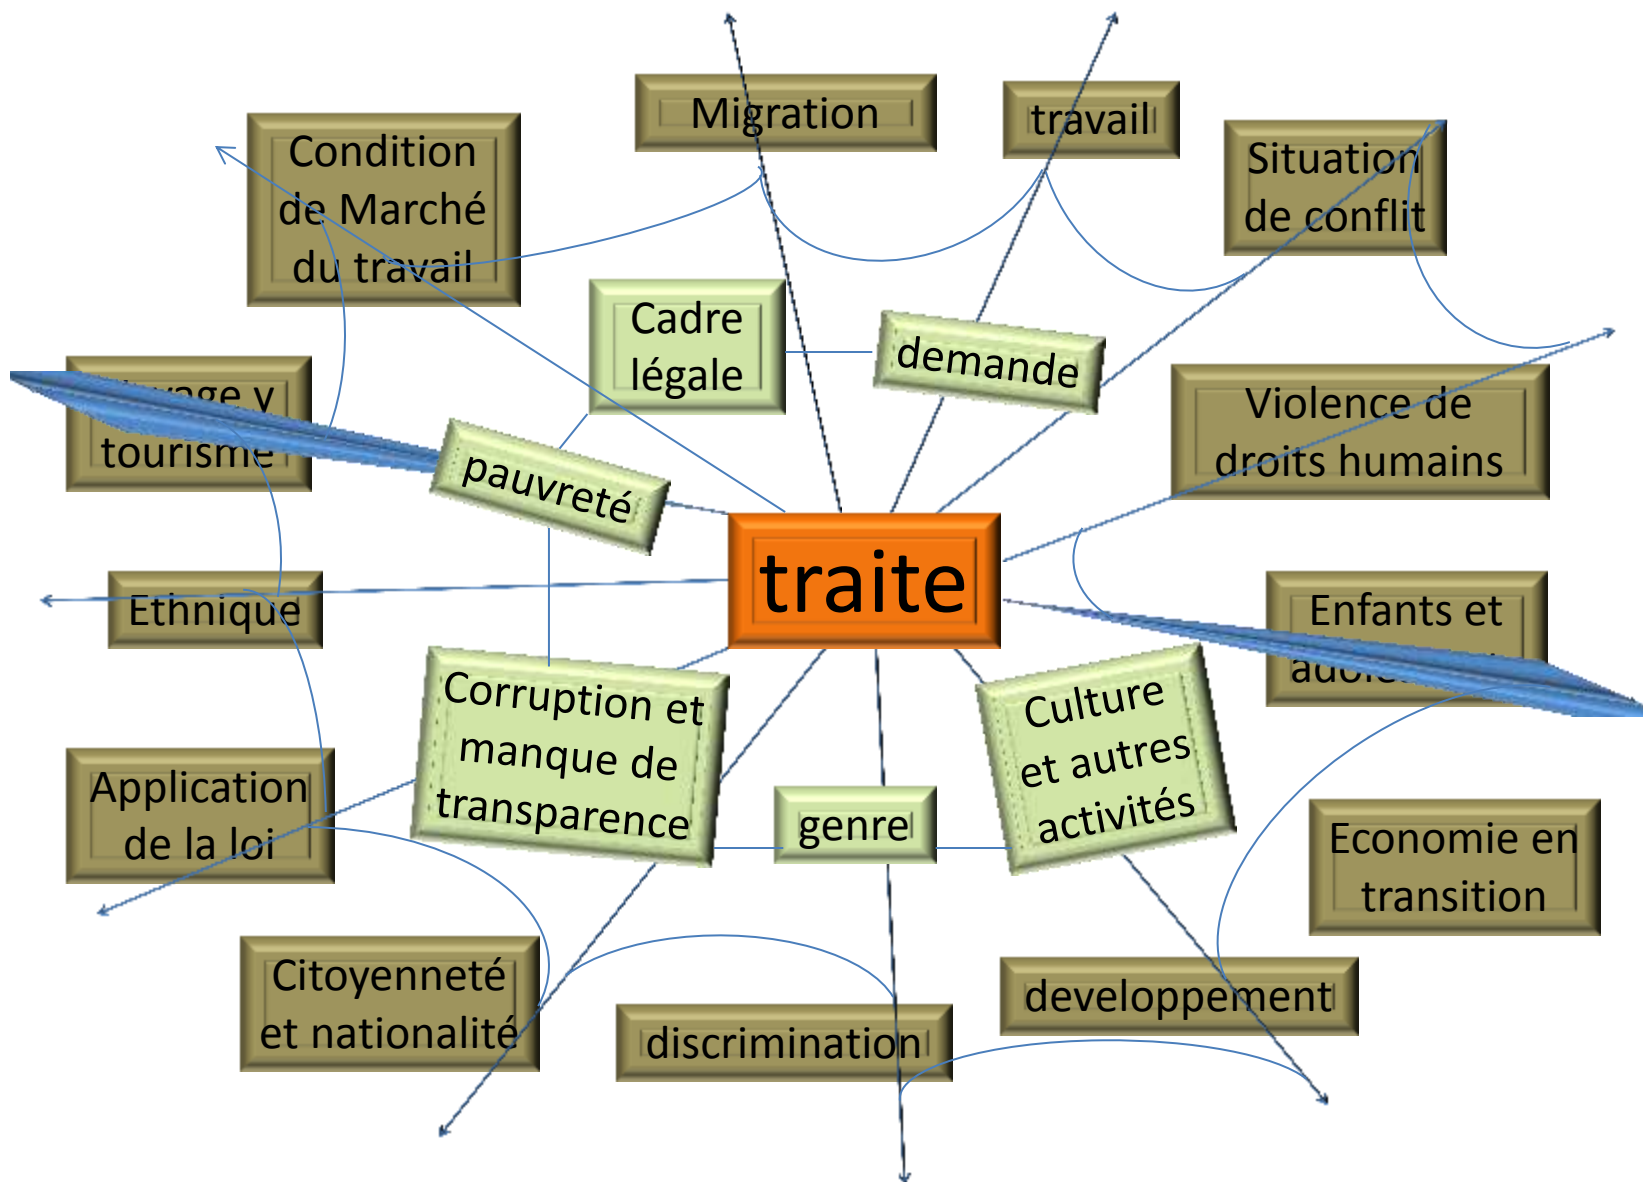 Migration
travail
Condition
de Marché
du travail
Situation
de conflit
Cadre
légale
demande
Violence de
droits humains
y
tourisme
pauvreté
traite
Ethnique
Enfants et
Corruption et
manque de
transparence
Culture
et autres
activités
Application
de la loi
genre
Economie en
transition
Citoyenneté
et nationalité
discrimination
developpement